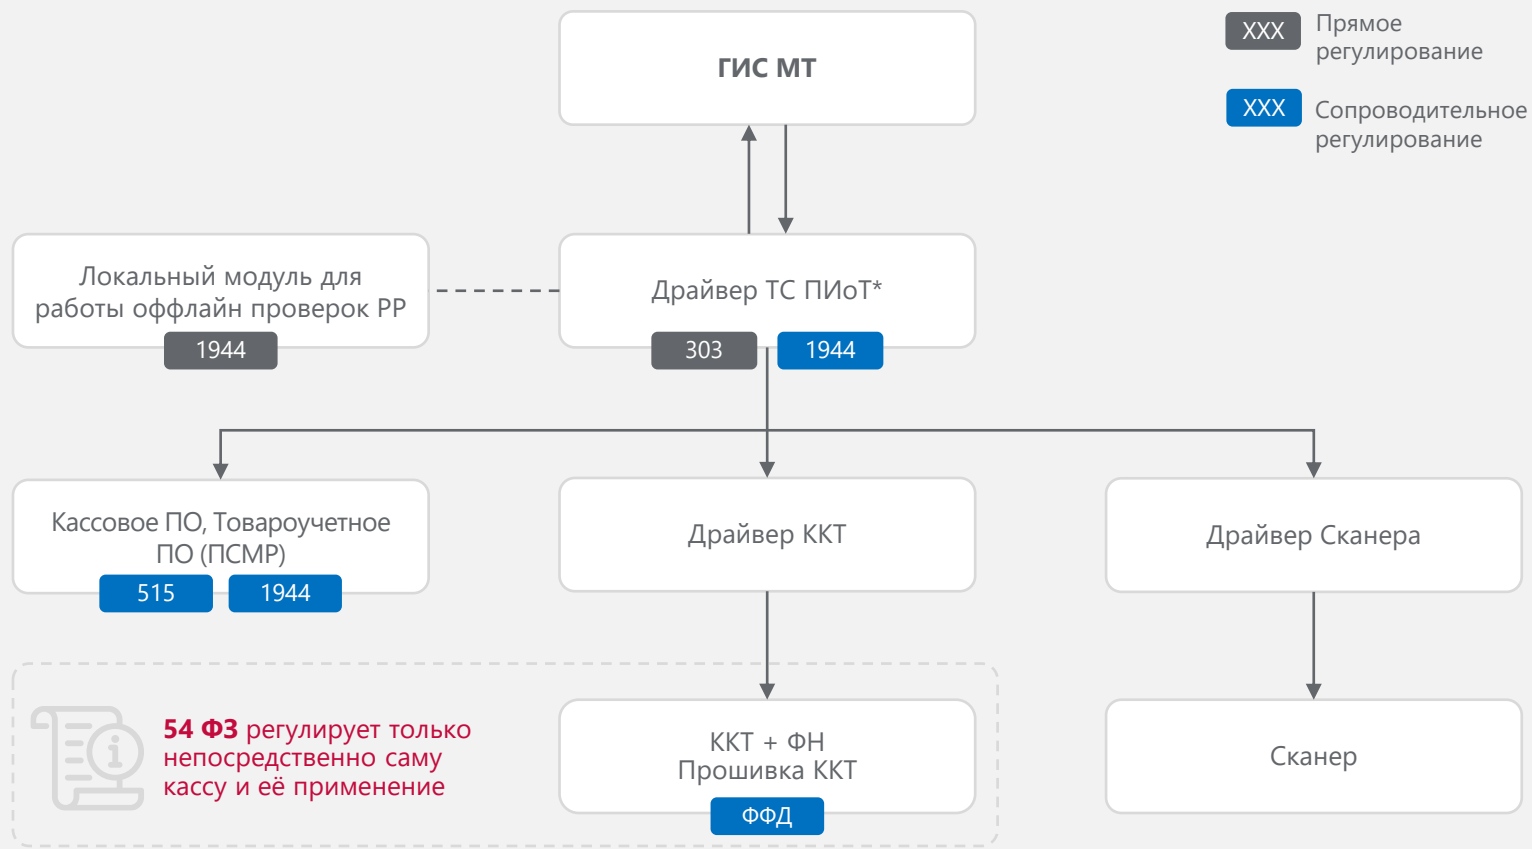 ГИС МТ
XXX
Прямое
регулирование
XXX
Сопроводительное
регулирование
Локальный модуль для
работы оффлайн проверок РР
1944
Драйвер ТС ПИоТ*
303
1944
Кассовое ПО, Товароучетное
ПО (ПСМР)
515
1944
Драйвер ККТ
Драйвер Сканера
54 ФЗ регулирует только
непосредственно саму
кассу и её применение
ККТ + ФН
Прошивка ККТ
ФФД
Сканер